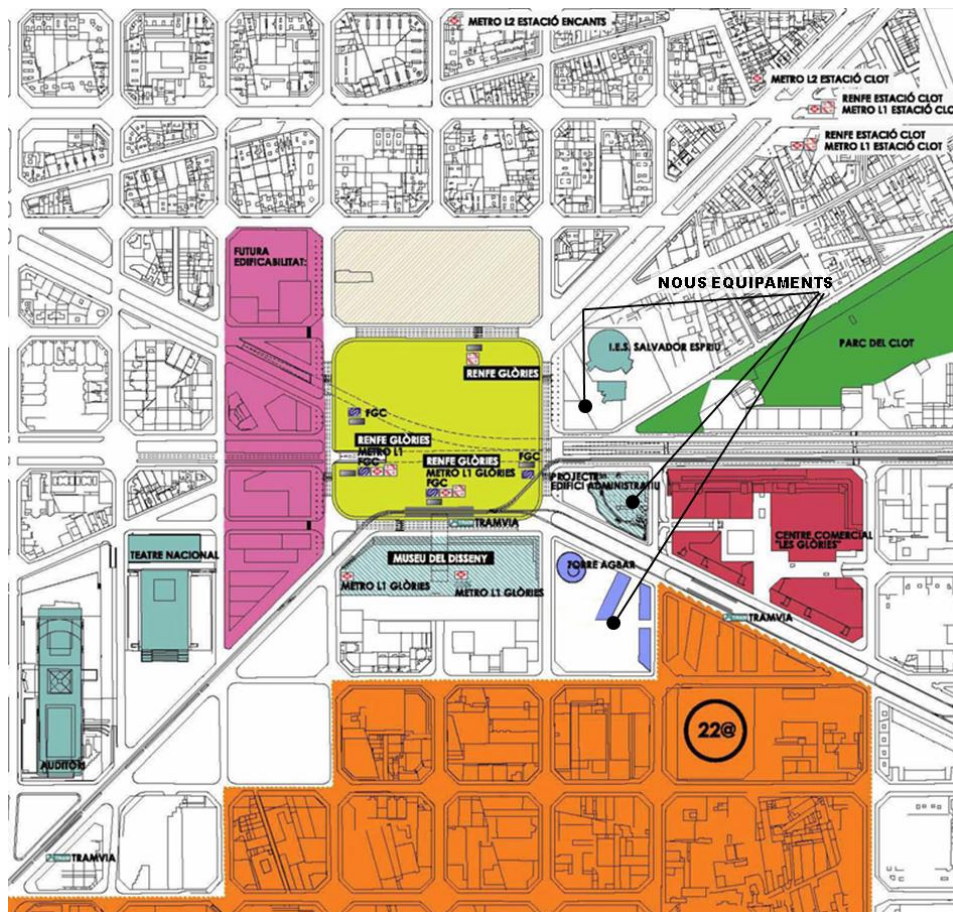 METRO L2 ESTACIÓ ENCANTS
METRO L2 ESTACIÓ CLOT
RENFE ESTACIÓ CLOT
METRO L1 ESTACIÓ CLO
RENFE ESTACIÓ CLOT
METRO L1 ESTACIÓ CLOT
FUTURA
EDIFICABILITAT:
NOUS EQUIPAMENTS
I.E.S. SALVADOR ESPRIU
PARC DEL CLOT
RENFE GLÒRIES
FGC
RENFE GLÒRIES
METRO L1
FGC
RENFE GLÒRIES
METRO L1 GLÒRIES
FGC
FGC
PROJECTE
EDIFICI ADMINISTRATIU
TRAMVIA
CENTRE COMERCIAL
"LES GLÒRIES"
TEATRE NACIONAL
MUSEU DEL DISSENY
TORRE AGBAR
METRO L1 GLÒRIES
METRO L1 GLÒRIES
TRAMVIA
22@
AUDITORI
TRAMVIA